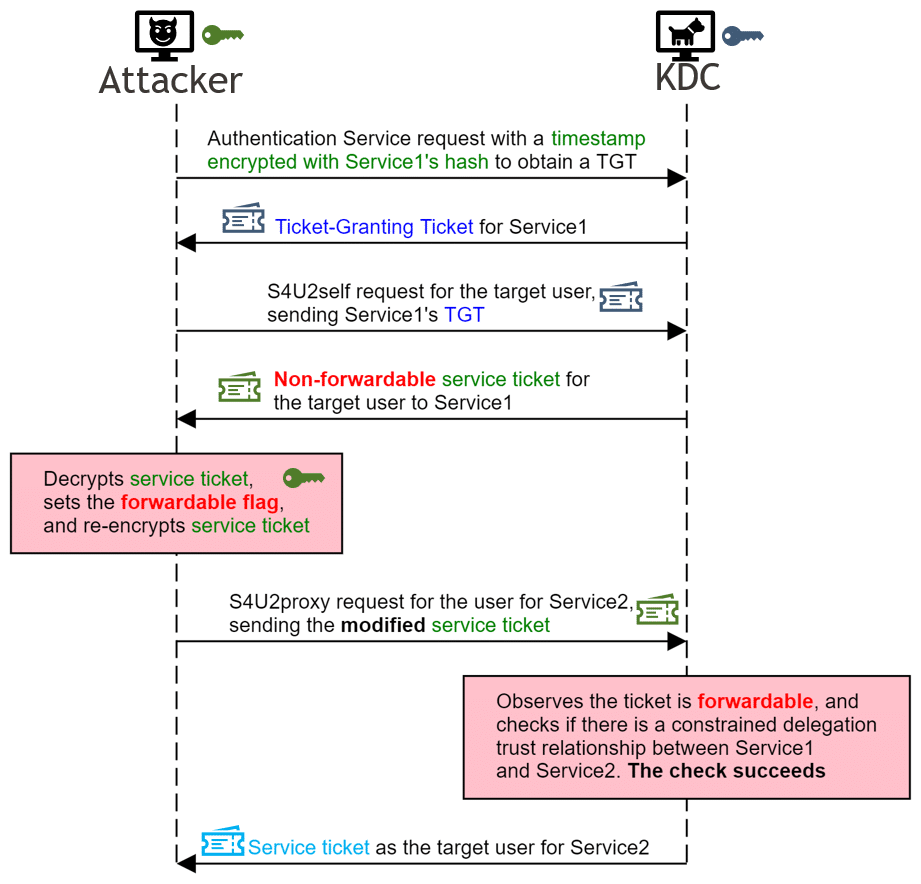 Attacker
KDC
Authentication Service request with a timestamp
encrypted with Service1's hash to obtain a TGT
Ticket-Granting Ticket for Service1
S4U2self request for the target user,
sending Service1's TGT
Non-forwardable service ticket for
the target user to Service1
Decrypts service ticket,
sets the forwardable flag,
and re-encrypts service ticket
S4U2proxy request for the user for Service2,
sending the modified service ticket
Observes the ticket is forwardable, and
checks if there is a constrained delegation
trust relationship between Service1
and Service2. The check succeeds
Service ticket as the target user for Service2